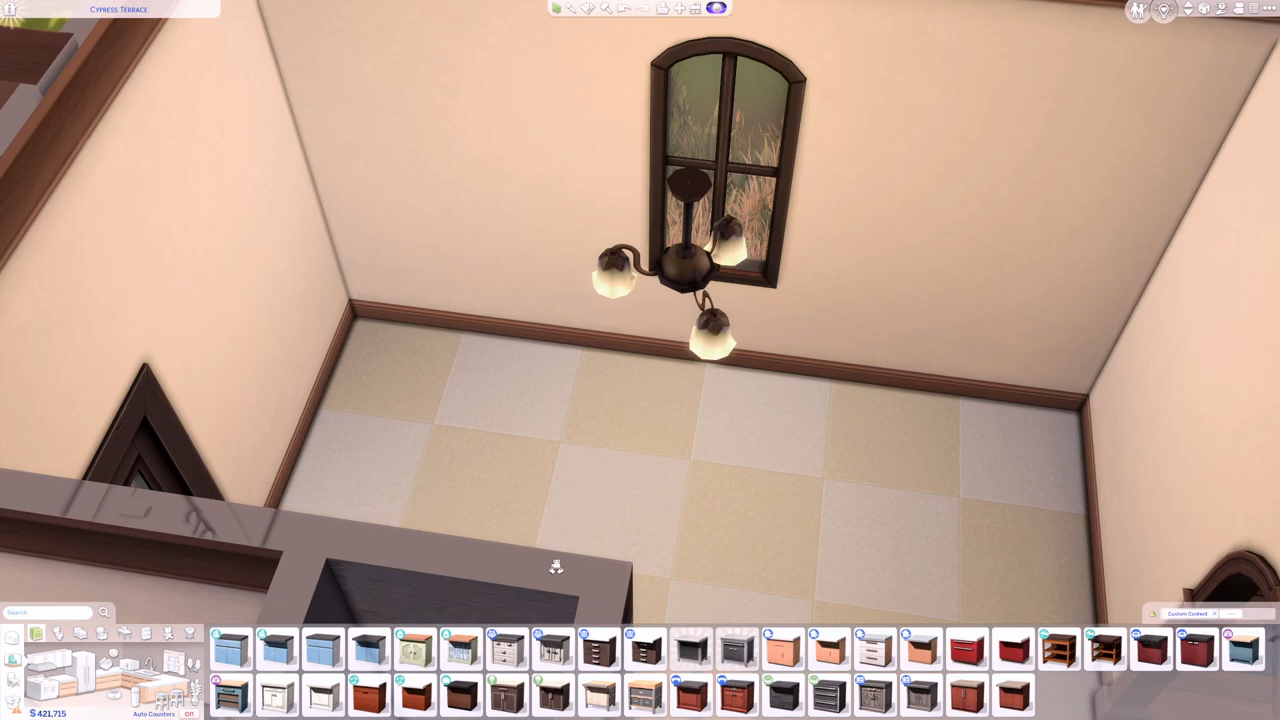 CYPRESS TERRACE
Search
Custom Content
$421,715
Auto Counters
Off